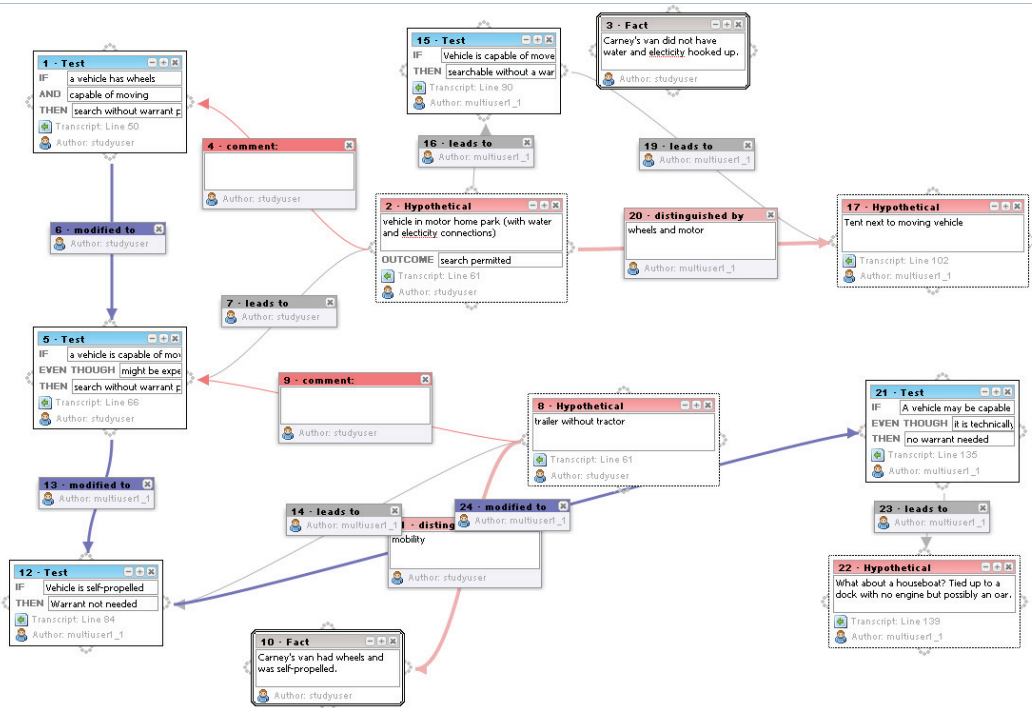 1 - Test
IF a vehicle has wheels
AND capable of moving
THEN search without warrant p
Transcript: Line 50
Author: studyuser
15 - Test
IF Vehicle is capable of move
THEN searchable without a war
Transcript: Line 90
Author: multiuser1_1
3 - Fact
Carney's van did not have
water and electicity hooked up.
Author: studyuser
4 - comment:
Author: studyuser
16 - leads to
Author: multiuser1_1
19 - leads to
Author: multiuser1_1
6 - modified to
Author: studyuser
2 - Hypothetical
vehicle in motor home park (with water
and electicity connections)
OUTCOME search permitted
Transcript: Line 61
Author: studyuser
20 - distinguished by
wheels and motor
Author: multiuser1_1
17 - Hypothetical
Tent next to moving vehicle
Transcript: Line 102
Author: multiuser1_1
7 - leads to
Author: studyuser
5 - Test
IF a vehicle is capable of mov
EVEN THOUGH might be expe
THEN search without warrant p
Transcript: Line 66
Author: studyuser
9 - comment:
Author: studyuser
8 - Hypothetical
trailer without tractor
Transcript: Line 61
Author: studyuser
21 - Test
IF A vehicle may be capable
EVEN THOUGH it is technically
THEN no warrant needed
Transcript: Line 135
Author: multiuser1_1
13 - modified to
Author: multiuser1_1
14 - leads to
Author: multiuser1_1
24 - modified to
Author: multiuser1_1
1 - disting
mobility
Author: studyuser
23 - leads to
Author: multiuser1_1
12 - Test
IF Vehicle is self-propelled
THEN Warrant not needed
Transcript: Line 84
Author: multiuser1_1
22 - Hypothetical
What about a houseboat? Tied up to a
dock with no engine but possibly an oar.
Transcript: Line 139
Author: multiuser1_1
10 - Fact
Carney's van had wheels and
was self-propelled.
Author: studyuser